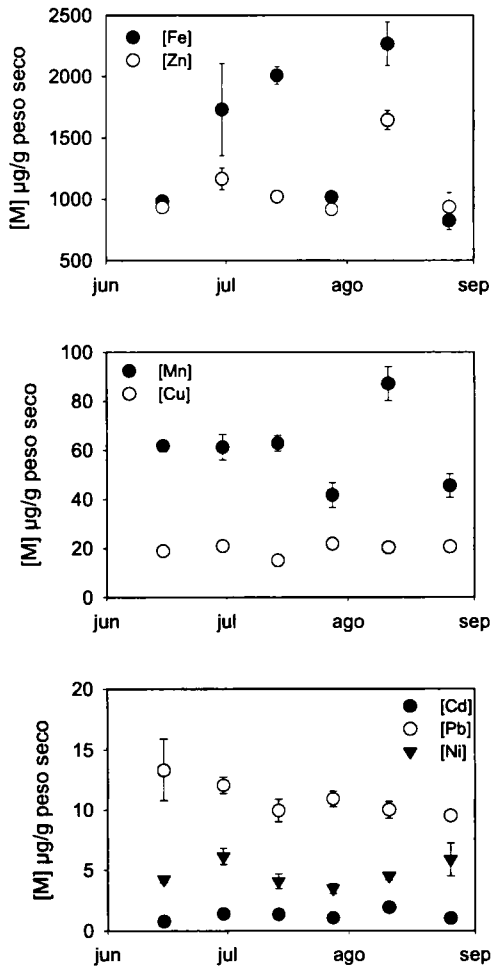 [M] µg/g peso seco
2500
2000
1500
1000
500
[Fe]
[Zn]
jun jul ago sep
[M] µg/g peso seco
100
80
60
40
20
0
[Mn]
[Cu]
jun jul ago sep
[M] µg/g peso seco
20
15
10
5
0
[Cd]
[Pb]
[Ni]
jun jul ago sep